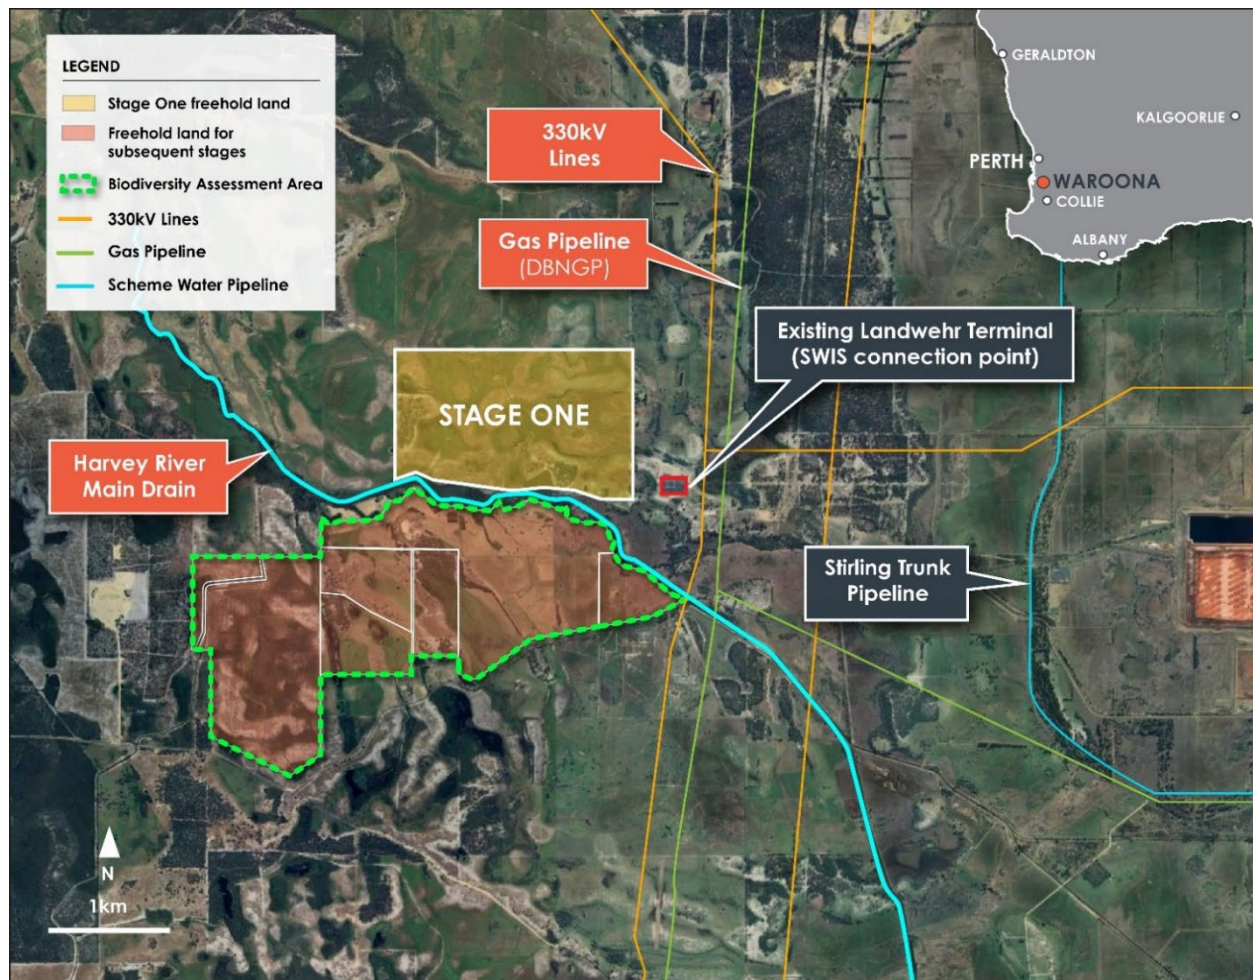 LEGEND
Stage One freehold land
Freehold land for
subsequent stages
Biodiversity Assessment Area
330kV Lines
Gas Pipeline
Scheme Water Pipeline
330kV
Lines
Gas Pipeline
(DBNGP)
GERALDTON
KALGOORLIE
PERTH
WAROONA
COLLIE
ALBANY
Existing Landwehr Terminal
(SWIS connection point)
STAGE ONE
Harvey River
Main Drain
Stirling Trunk
Pipeline
N
1km